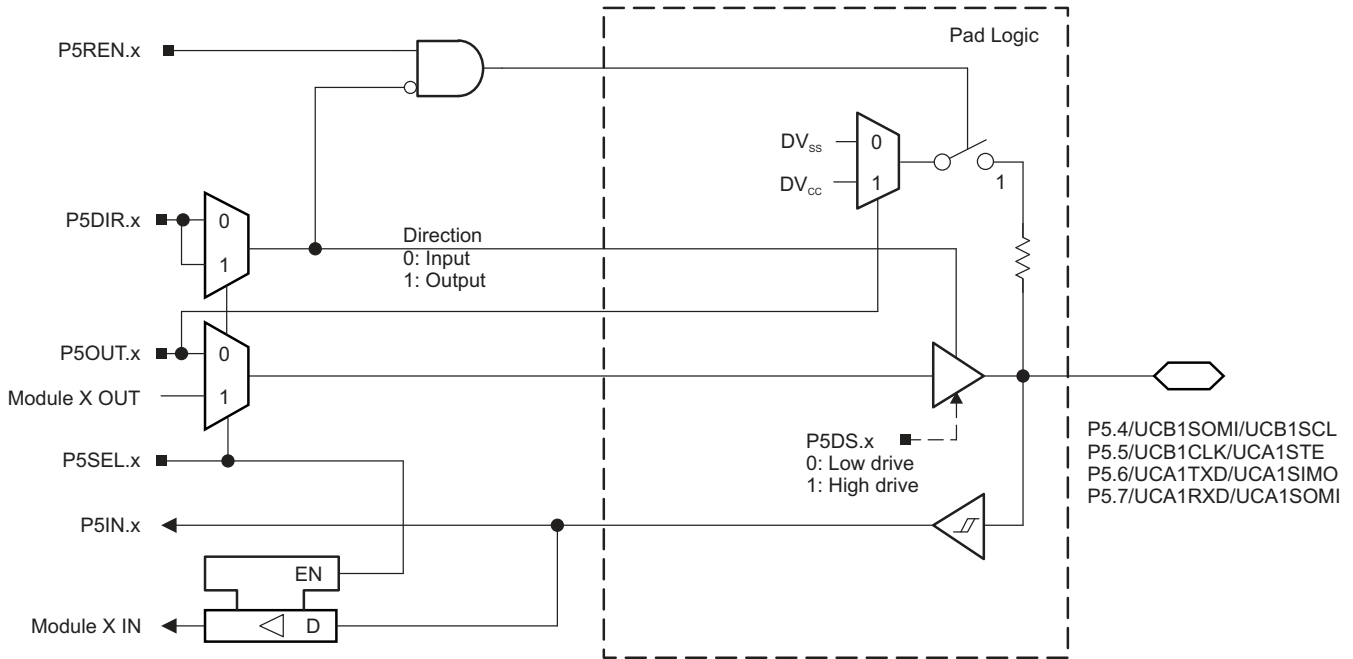 Pad Logic
P5REN.x
DVss
0
DVcc
1
1
P5DIR.x
0
1
Direction
0: Input
1: Output
P5OUT.x
0
Module X OUT
1
P5DS.x
0: Low drive
1: High drive
P5SEL.x
P5.4/UCB1SOMI/UCB1SCL
P5.5/UCB1CLK/UCA1STE
P5.6/UCA1TXD/UCA1SIMO
P5.7/UCA1RXD/UCA1SOMI
P5IN.x
EN
Module X IN
D